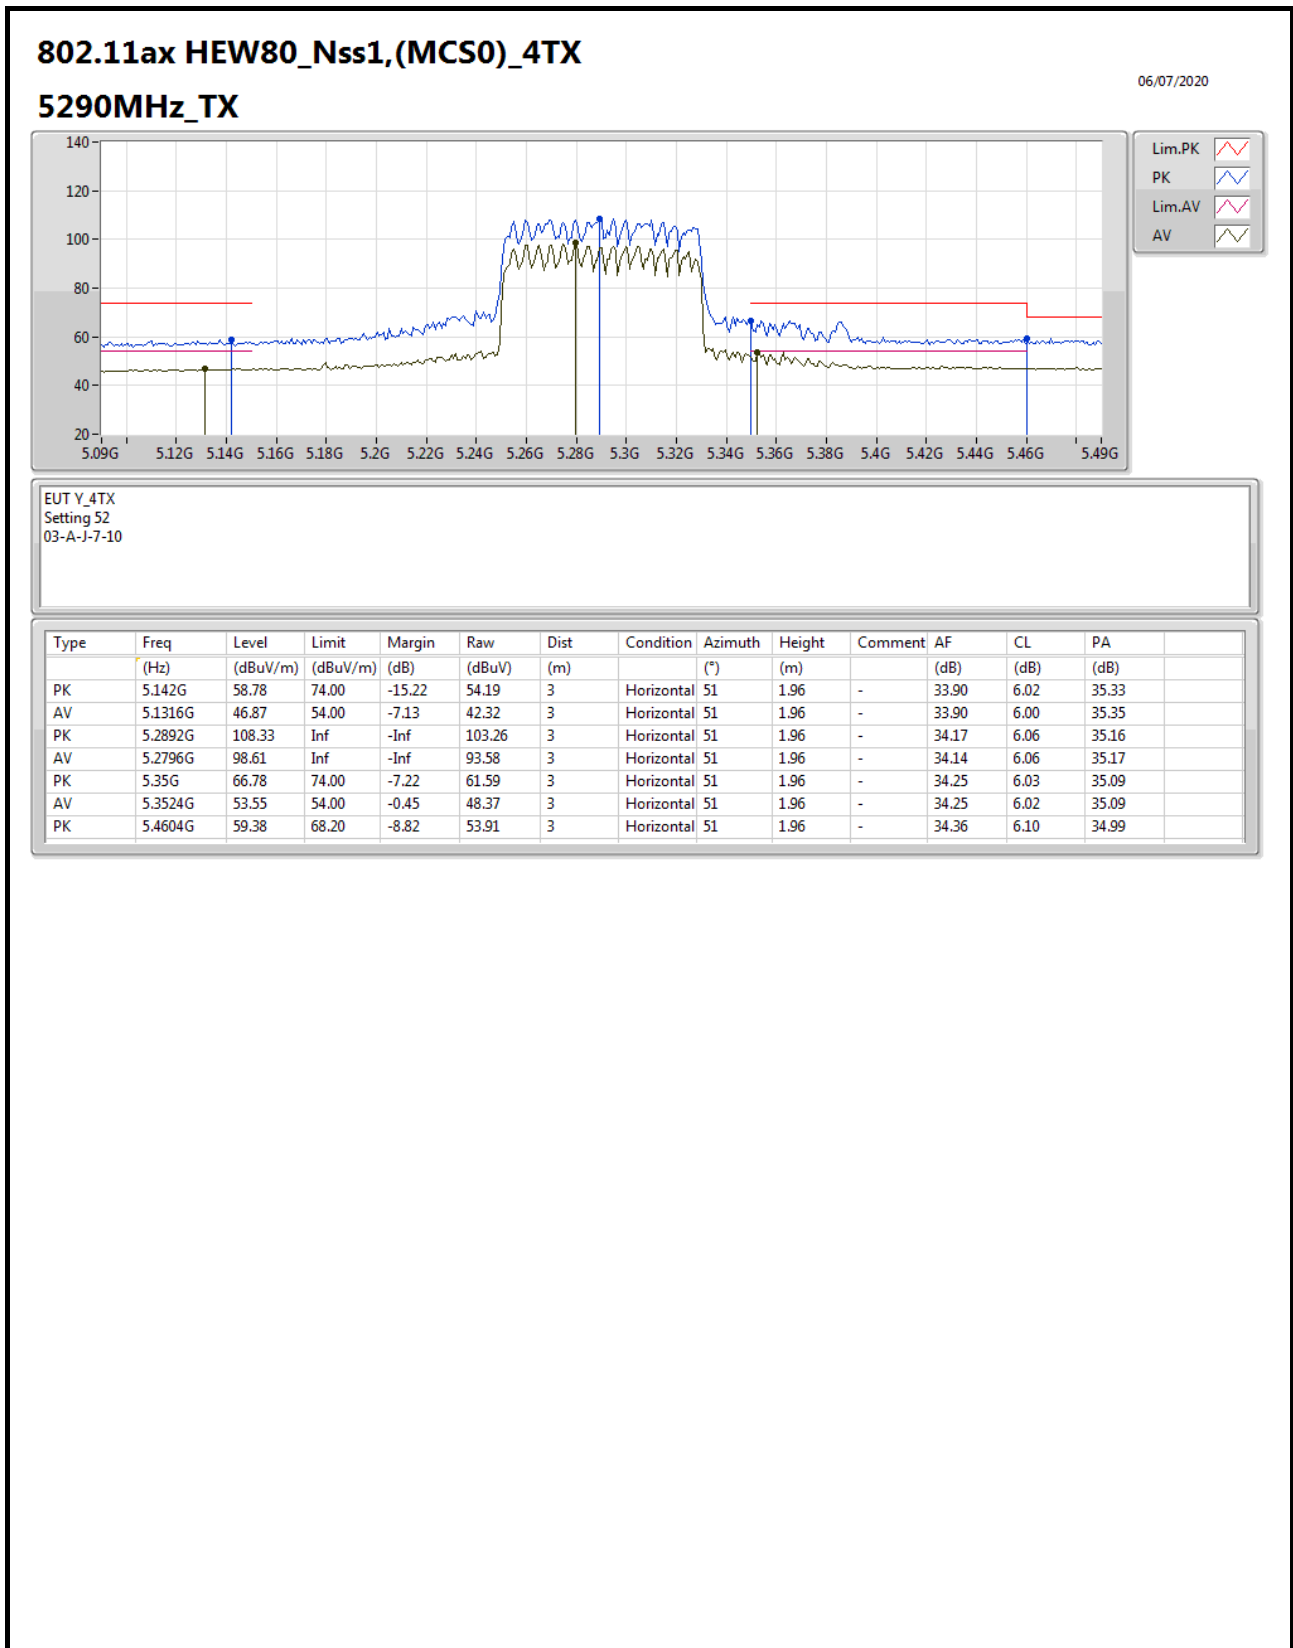 802.11ax HEW80_Nss1,(MCS0)_4TX
06/07/2020
5290MHz_TX
140
120
100
80
60
40
20
5.09G 5.12G 5.14G 5.16G 5.18G 5.2G 5.22G 5.24G 5.26G 5.28G 5.3G 5.32G 5.34G 5.36G 5.38G 5.4G 5.42G 5.44G 5.46G 5.49G
Lim.PK
PK
Lim.AV
AV
EUT Y_4TX
Setting 52
03-A-J-7-10
Type Freq Level Limit Margin Raw Dist Condition Azimuth Height Comment AF CL PA
(Hz) (dBuV/m) (dBuV/m) (dB) (dBuV) (m) (°) (m) (dB) (dB) (dB)
PK 5.142G 58.78 74.00 -15.22 54.19 3 Horizontal 51 1.96 - 33.90 6.02 35.33
AV 5.1316G 46.87 54.00 -7.13 42.32 3 Horizontal 51 1.96 - 33.90 6.00 35.35
PK 5.2892G 108.33 Inf -Inf 103.26 3 Horizontal 51 1.96 - 34.17 6.06 35.16
AV 5.2796G 98.61 Inf -Inf 93.58 3 Horizontal 51 1.96 - 34.14 6.06 35.17
PK 5.35G 66.78 74.00 -7.22 61.59 3 Horizontal 51 1.96 - 34.25 6.03 35.09
AV 5.3524G 53.55 54.00 -0.45 48.37 3 Horizontal 51 1.96 - 34.25 6.02 35.09
PK 5.4604G 59.38 68.20 -8.82 53.91 3 Horizontal 51 1.96 - 34.36 6.10 34.99